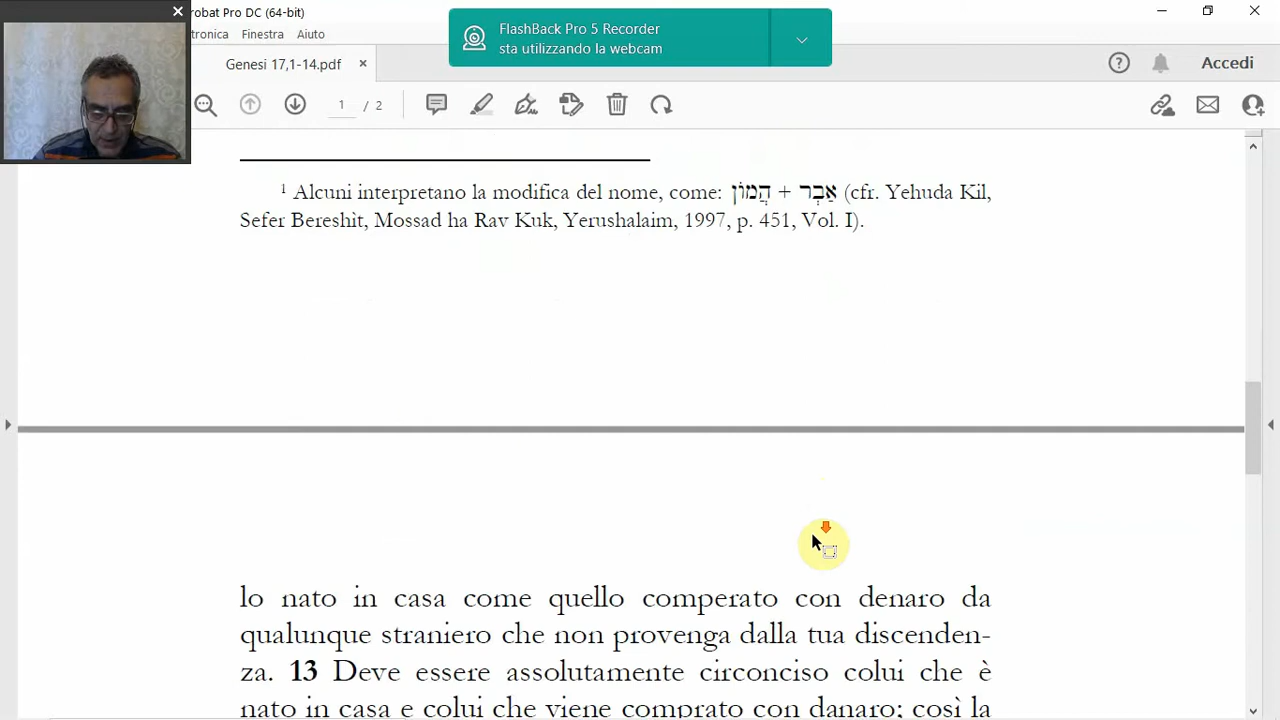 robat Pro DC (64-bit)
ronica Finestra Aiuto
FlashBack Pro 5 Recorder
sta utilizzando la webcam
Genesi 17,1-14.pdf
Accedi
1 / 2
¹ Alcuni interpretano la modifica del nome, come: אַבְר + הֲמוֹן (cfr. Yehuda Kil,
Sefer Bereshìt, Mossad ha Rav Kuk, Yerushalaim, 1997, p. 451, Vol. I).
lo nato in casa come quello comperato con denaro da
qualunque straniero che non provenga dalla tua discenden-
za. 13 Deve essere assolutamente circonciso colui che è
nato in casa e colui che viene comprato con danaro; così la